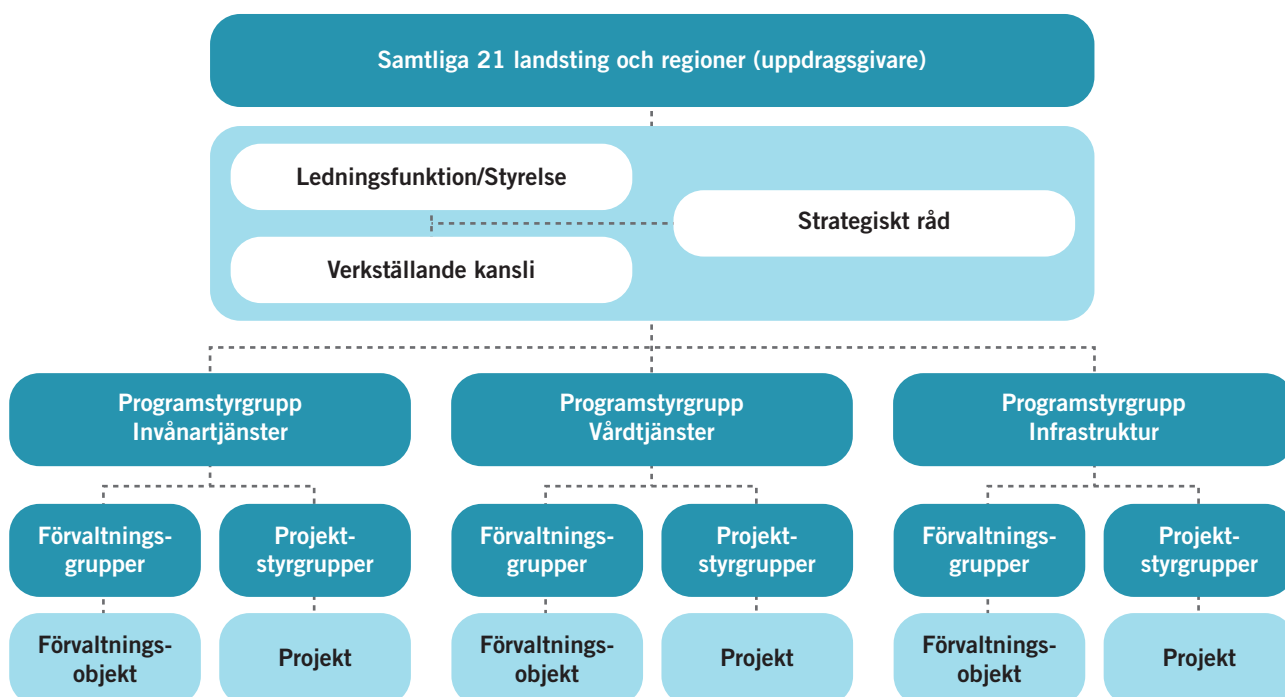 Samtliga 21 landsting och regioner (uppdragsgivare)
Ledningsfunktion/Styrelse
Strategiskt råd
Verkställande kansli
Programstyrgrupp
Invånartjänster
Programstyrgrupp
Vårdtjänster
Programstyrgrupp
Infrastruktur
Förvaltnings-
grupper
Projekt-
styrgrupper
Förvaltnings-
grupper
Projekt-
styrgrupper
Förvaltnings-
grupper
Projekt-
styrgrupper
Förvaltnings-
objekt
Projekt
Förvaltnings-
objekt
Projekt
Förvaltnings-
objekt
Projekt